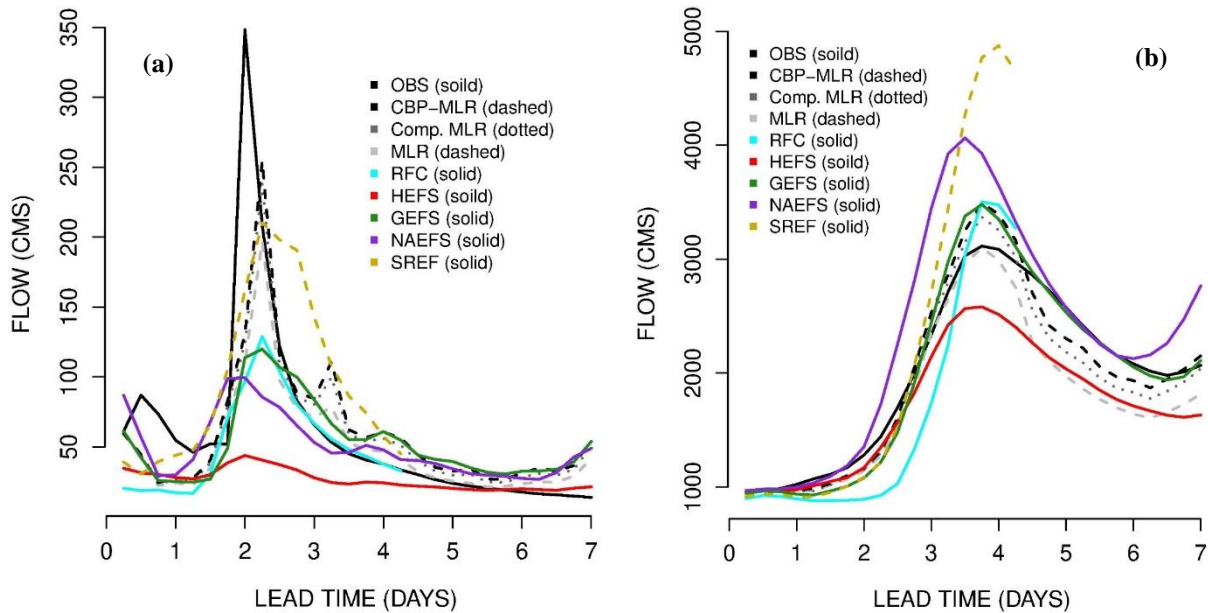 (a)
350
300
250
200
150
100
50
FLOW (CMS)
OBS (soild)
CBP−MLR (dashed)
Comp. MLR (dotted)
MLR (dashed)
RFC (solid)
HEFS (soild)
GEFS (solid)
NAEFS (solid)
SREF (solid)
0 1 2 3 4 5 6 7
LEAD TIME (DAYS)
(b)
5000
4000
3000
2000
1000
FLOW (CMS)
OBS (soild)
CBP−MLR (dashed)
Comp. MLR (dotted)
MLR (dashed)
RFC (solid)
HEFS (soild)
GEFS (solid)
NAEFS (solid)
SREF (solid)
0 1 2 3 4 5 6 7
LEAD TIME (DAYS)